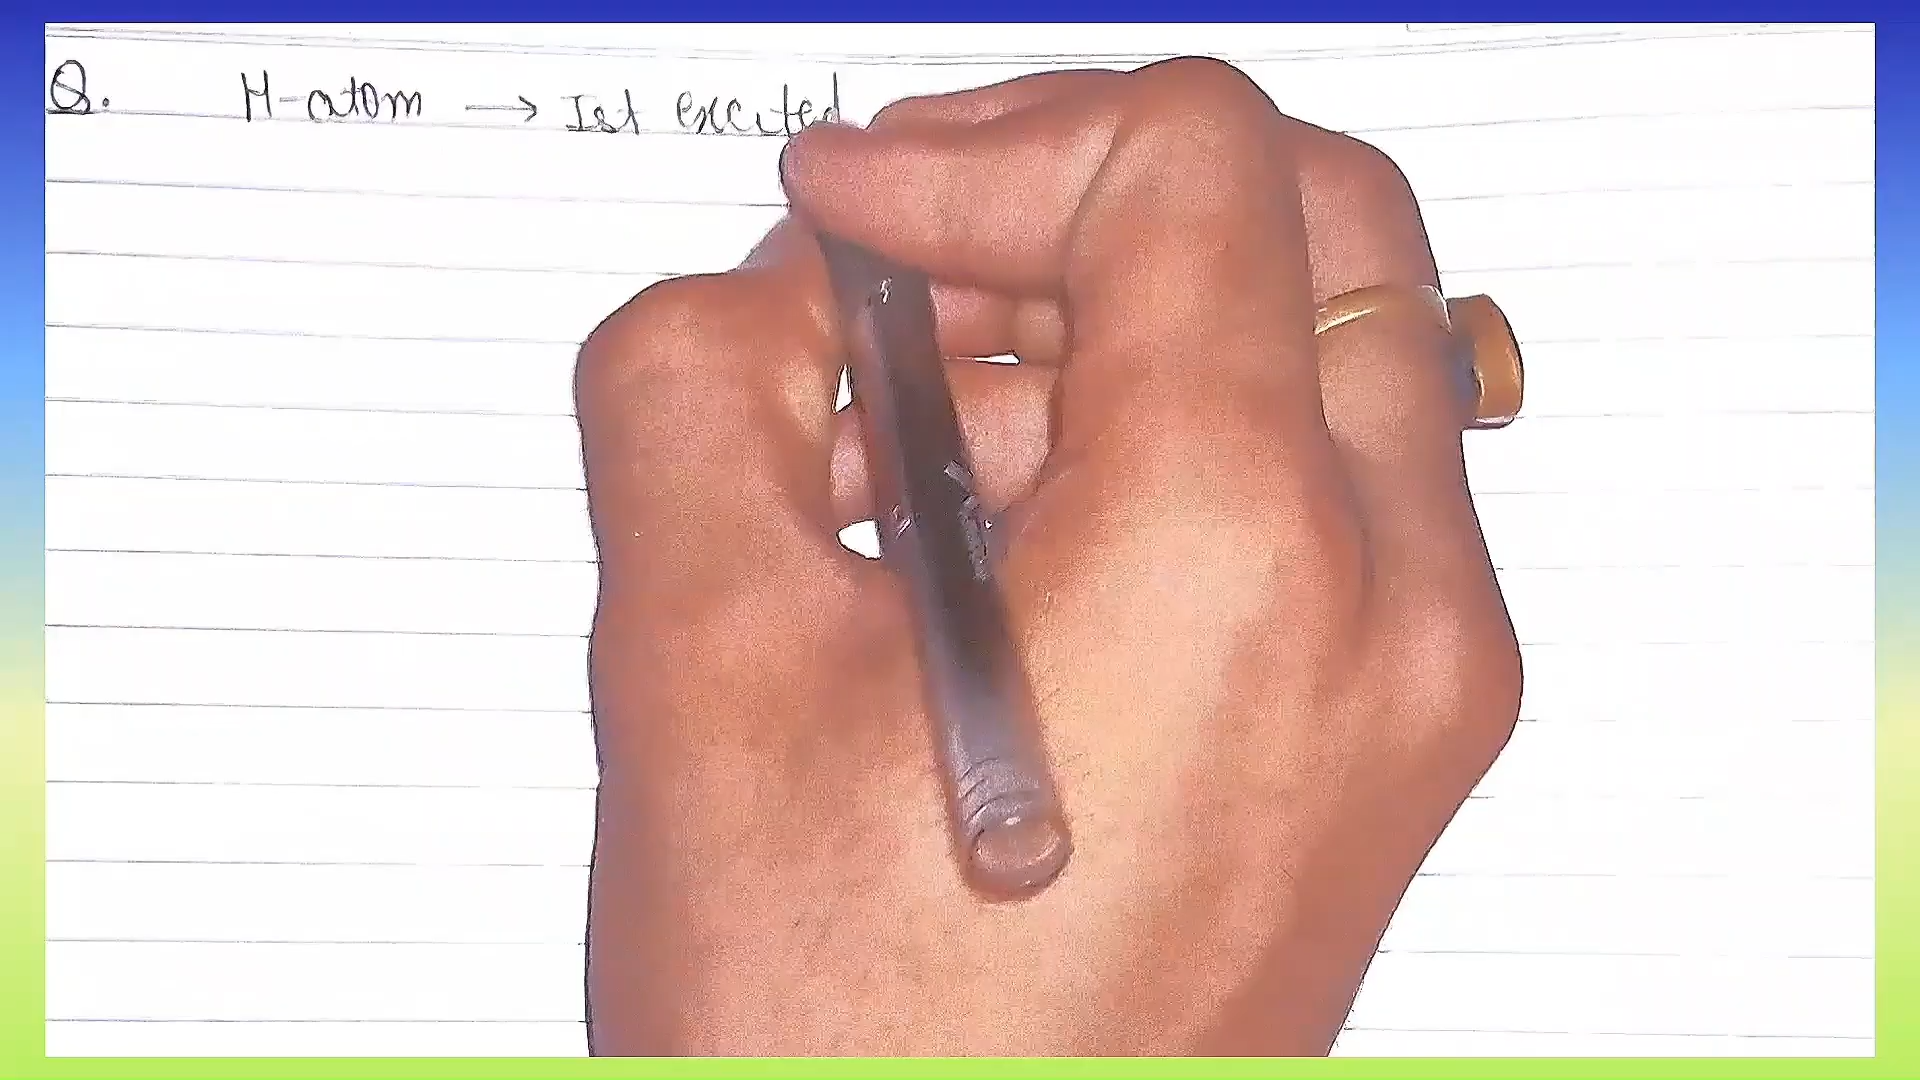 Q. H-atom → Ist excited